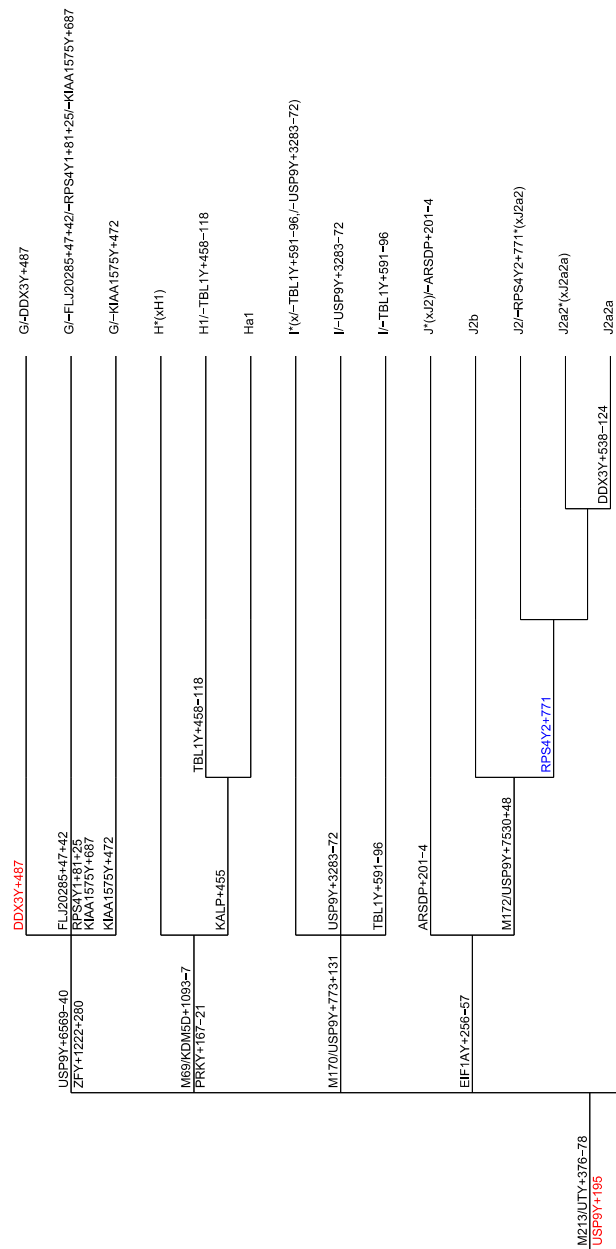 G/-DDX3Y+487
G/−FLJ20285+47+42/−RPS4Y1+81+25/−KIAA1575Y+687
G/−KIAA1575Y+472
H*(xH1)
H1/−TBL1Y+458−118
Ha1
I*(x/−TBL1Y+591−96,/−USP9Y+3283−72)
I/−USP9Y+3283−72
I/−TBL1Y+591−96
J*(xJ2)/−ARSDP+201−4
J2b
J2/−RPS4Y2+771*(xJ2a2)
J2a2*(xJ2a2a)
J2a2a
DDX3Y+538−124
TBL1Y+458−118
RPS4Y2+771
DDX3Y+487
FLJ20285+47+42
RPS4Y1+81+25
KIAA1575Y+687
KIAA1575Y+472
KALP+455
USP9Y+3283−72
TBL1Y+591−96
ARSDP+201−4
M172/USP9Y+7530+48
USP9Y+6569−40
ZFY+1222+280
M69/KDM5D+1093−7
PRKY+167−21
M170/USP9Y+773+131
EIF1AY+256−57
M213/UTY+376−78
USP9Y+195